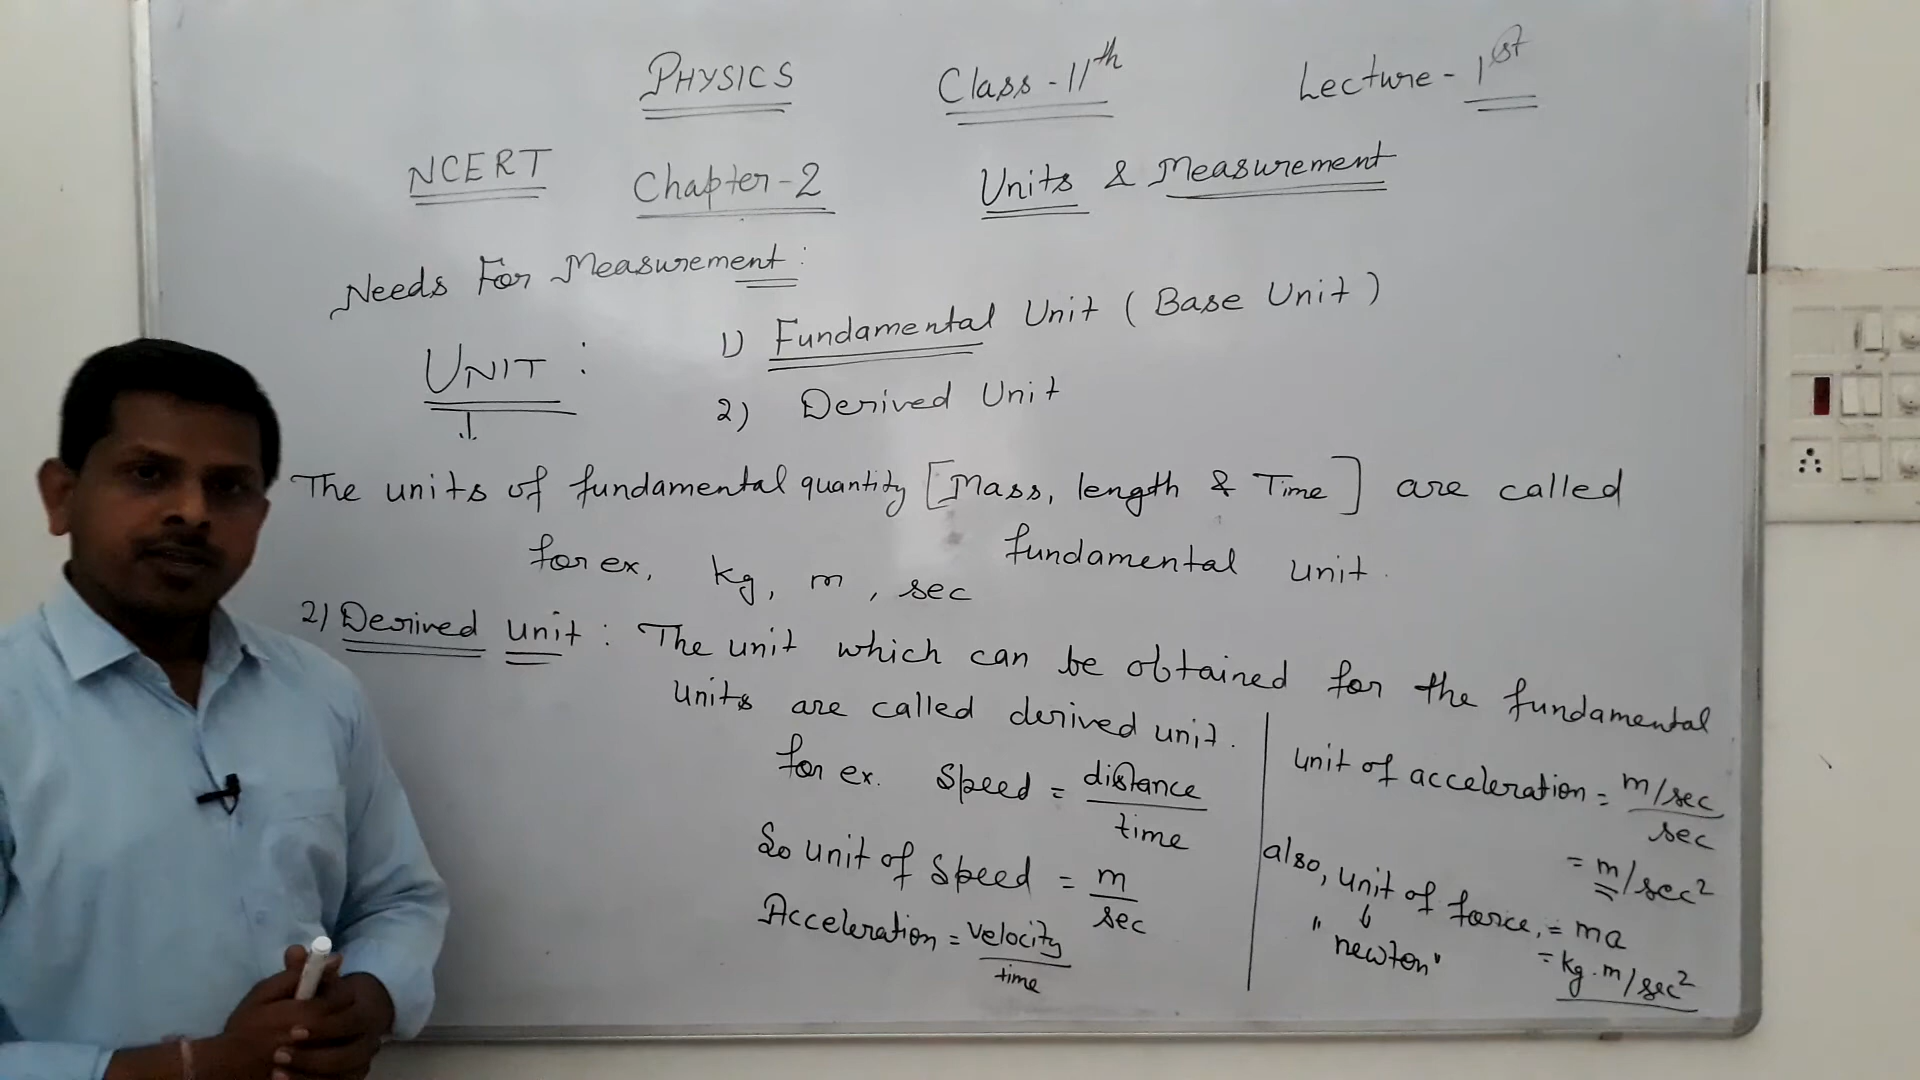 PHYSICS Class-11th Lecture-1st
NCERT Chapter-2 Units & Measurement
Needs For Measurement:
UNIT : 1) Fundamental Unit (Base Unit)
2) Derived Unit
The units of fundamental quantity [Mass, length & Time] are called
fundamental unit.
for ex, kg, m, sec
2) Derived unit: The unit which can be obtained for the fundamental
units are called derived unit.
for ex. Speed = distance/time
So unit of speed = m/sec
Acceleration = velocity/time
unit of acceleration = m/sec/sec
= m/sec²
also, unit of force, = ma
"newton"
= kg.m/sec²